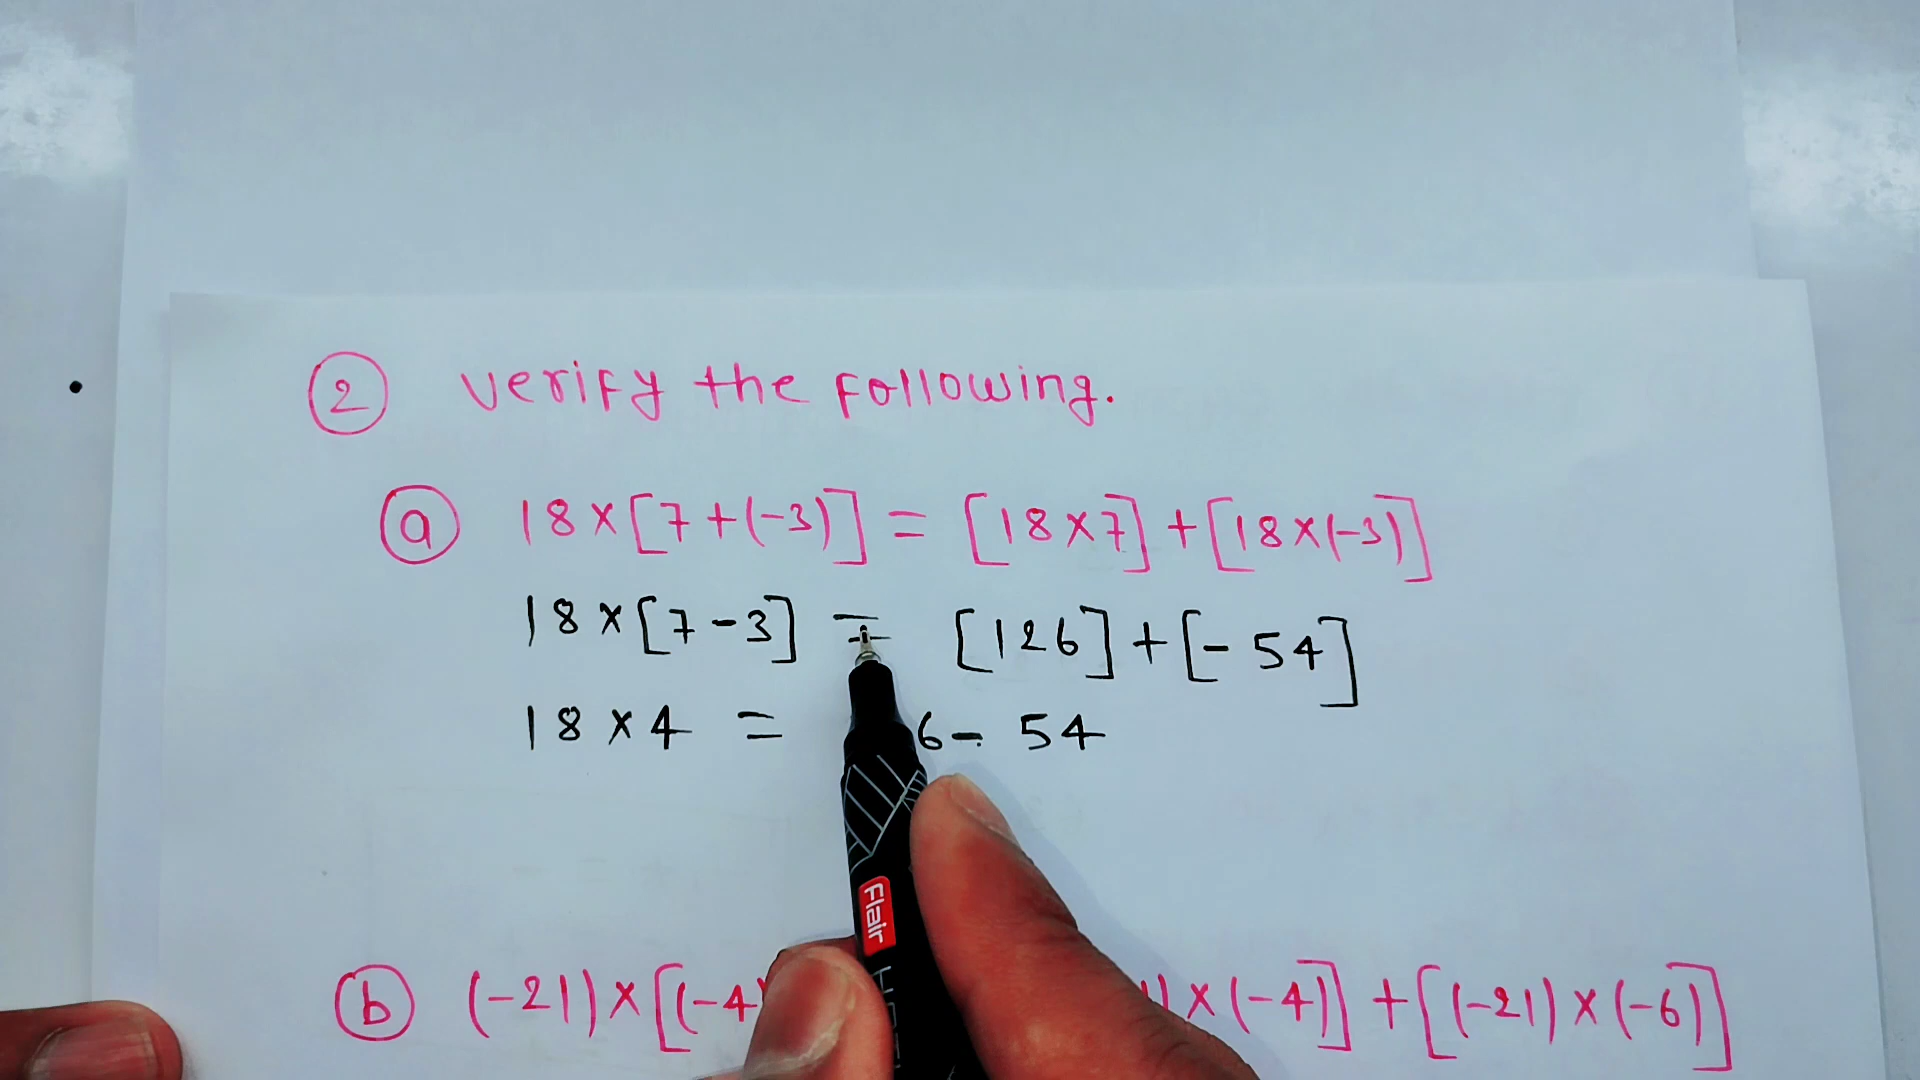 2 verify the following.
a 18×[7+(-3)] = [18×7]+[18×(-3)]
18×[7-3] = [126]+[-54]
18×4 = 6-54
b (-21)×[(-4 ×(-4)]+[(-21)×(-6)]
Flair